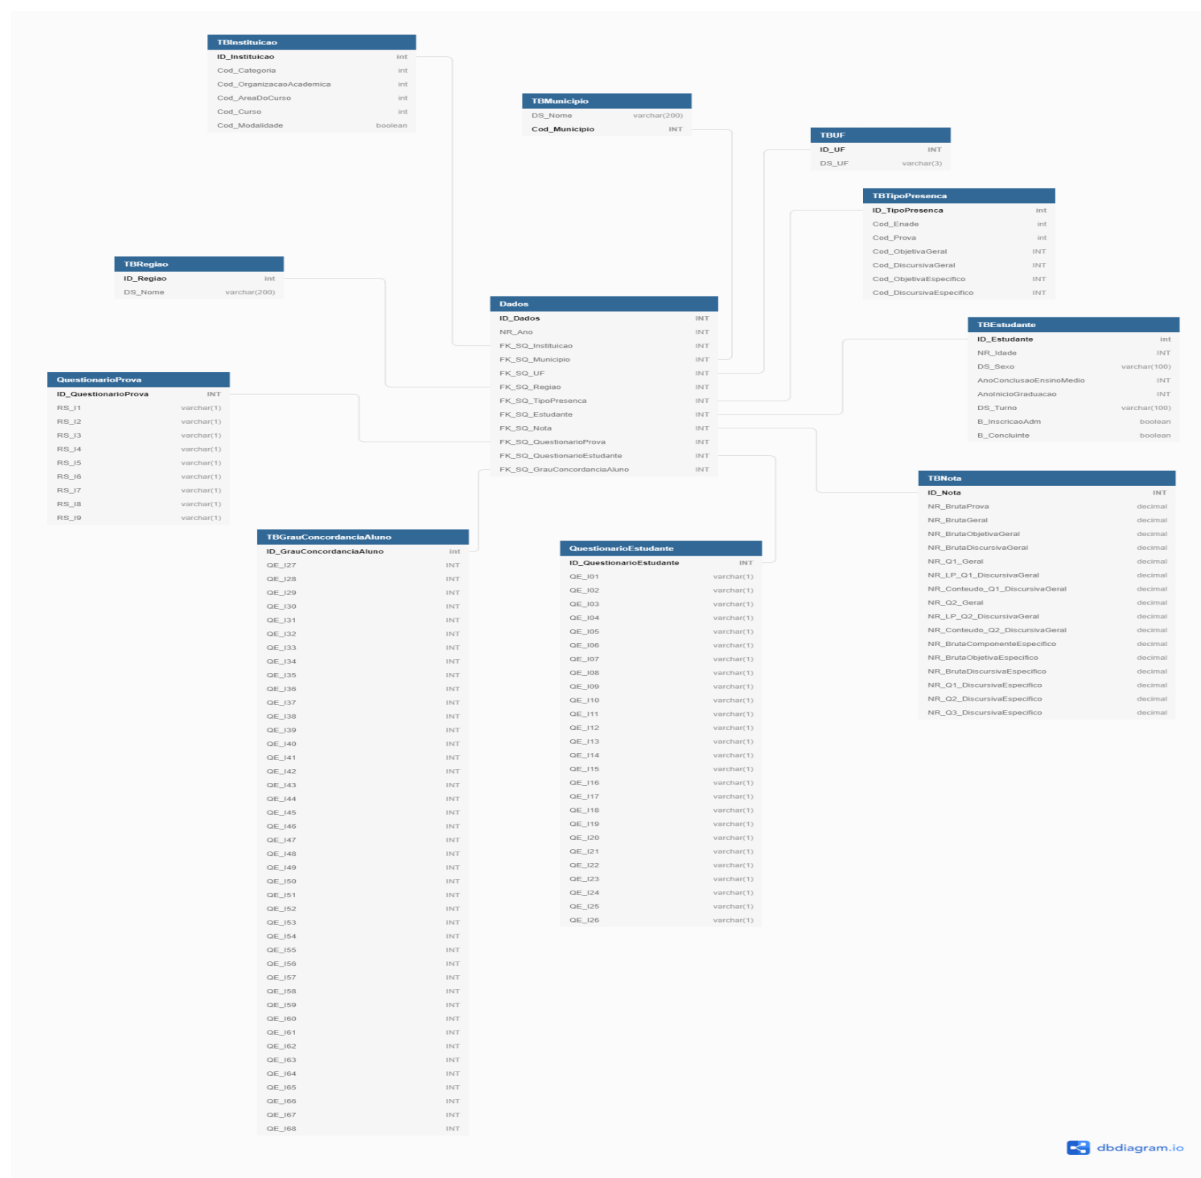 TBInstituicao
ID_Instituicao int
Cod_Categoria int
Cod_OrganizacaoAcademica int
Cod_AreaDoCurso int
Cod_Curso int
Cod_Modalidade boolean
TBMunicipio
DS_Nome varchar(200)
Cod_Municipio INT
TBUF
ID_UF INT
DS_UF varchar(3)
TBTipoPresenca
ID_TipoPresenca int
Cod_Enade int
Cod_Prova int
Cod_ObjetivaGeral INT
Cod_DiscursivaGeral INT
Cod_ObjetivaEspecifico INT
Cod_DiscursivaEspecifico INT
TBRegiao
ID_Regiao int
DS_Nome varchar(200)
Dados
ID_Dados INT
NR_Ano INT
FK_SQ_Instituicao INT
FK_SQ_Municipio INT
FK_SQ_UF INT
FK_SQ_Regiao INT
FK_SQ_TipoPresenca INT
FK_SQ_Estudante INT
FK_SQ_Nota INT
FK_SQ_QuestionarioProva INT
FK_SQ_QuestionarioEstudante INT
FK_SQ_GrauConcordanciaAluno INT
TBEstudante
ID_Estudante int
NR_Idade INT
DS_Sexo varchar(100)
AnoConclusaoEnsinoMedio INT
AnoInicioGraduacao INT
DS_Turno varchar(100)
B_InscricaoAdm boolean
B_Concluinte boolean
QuestionarioProva
ID_QuestionarioProva INT
RS_I1 varchar(1)
RS_I2 varchar(1)
RS_I3 varchar(1)
RS_I4 varchar(1)
RS_I5 varchar(1)
RS_I6 varchar(1)
RS_I7 varchar(1)
RS_I8 varchar(1)
RS_I9 varchar(1)
TBNota
ID_Nota INT
NR_BrutaProva decimal
NR_BrutaGeral decimal
NR_BrutaObjetivaGeral decimal
NR_BrutaDiscursivaGeral decimal
NR_Q1_Geral decimal
NR_LP_Q1_DiscursivaGeral decimal
NR_Conteudo_Q1_DiscursivaGeral decimal
NR_Q2_Geral decimal
NR_LP_Q2_DiscursivaGeral decimal
NR_Conteudo_Q2_DiscursivaGeral decimal
NR_BrutaComponenteEspecifico decimal
NR_BrutaObjetivaEspecifico decimal
NR_BrutaDiscursivaEspecifico decimal
NR_Q1_DiscursivaEspecifico decimal
NR_Q2_DiscursivaEspecifico decimal
NR_Q3_DiscursivaEspecifico decimal
TBGrauConcordanciaAluno
ID_GrauConcordanciaAluno int
QE_I27 INT
QE_I28 INT
QE_I29 INT
QE_I30 INT
QE_I31 INT
QE_I32 INT
QE_I33 INT
QE_I34 INT
QE_I35 INT
QE_I36 INT
QE_I37 INT
QE_I38 INT
QE_I39 INT
QE_I40 INT
QE_I41 INT
QE_I42 INT
QE_I43 INT
QE_I44 INT
QE_I45 INT
QE_I46 INT
QE_I47 INT
QE_I48 INT
QE_I49 INT
QE_I50 INT
QE_I51 INT
QE_I52 INT
QE_I53 INT
QE_I54 INT
QE_I55 INT
QE_I56 INT
QE_I57 INT
QE_I58 INT
QE_I59 INT
QE_I60 INT
QE_I61 INT
QE_I62 INT
QE_I63 INT
QE_I64 INT
QE_I65 INT
QE_I66 INT
QE_I67 INT
QE_I68 INT
QuestionarioEstudante
ID_QuestionarioEstudante INT
QE_I01 varchar(1)
QE_I02 varchar(1)
QE_I03 varchar(1)
QE_I04 varchar(1)
QE_I05 varchar(1)
QE_I06 varchar(1)
QE_I07 varchar(1)
QE_I08 varchar(1)
QE_I09 varchar(1)
QE_I10 varchar(1)
QE_I11 varchar(1)
QE_I12 varchar(1)
QE_I13 varchar(1)
QE_I14 varchar(1)
QE_I15 varchar(1)
QE_I16 varchar(1)
QE_I17 varchar(1)
QE_I18 varchar(1)
QE_I19 varchar(1)
QE_I20 varchar(1)
QE_I21 varchar(1)
QE_I22 varchar(1)
QE_I23 varchar(1)
QE_I24 varchar(1)
QE_I25 varchar(1)
QE_I26 varchar(1)
dbdiagram.io